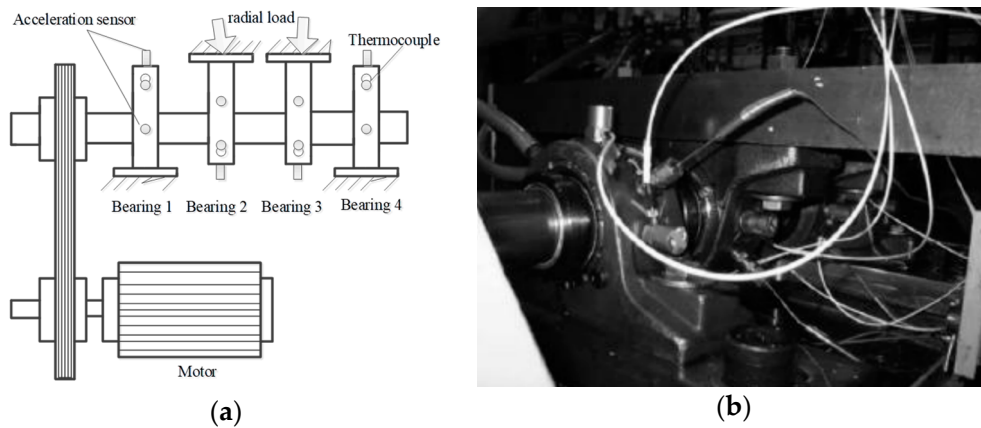 Acceleration sensor
radial load
Thermocouple
Bearing 1 Bearing 2 Bearing 3 Bearing 4
Motor
(a) (b)